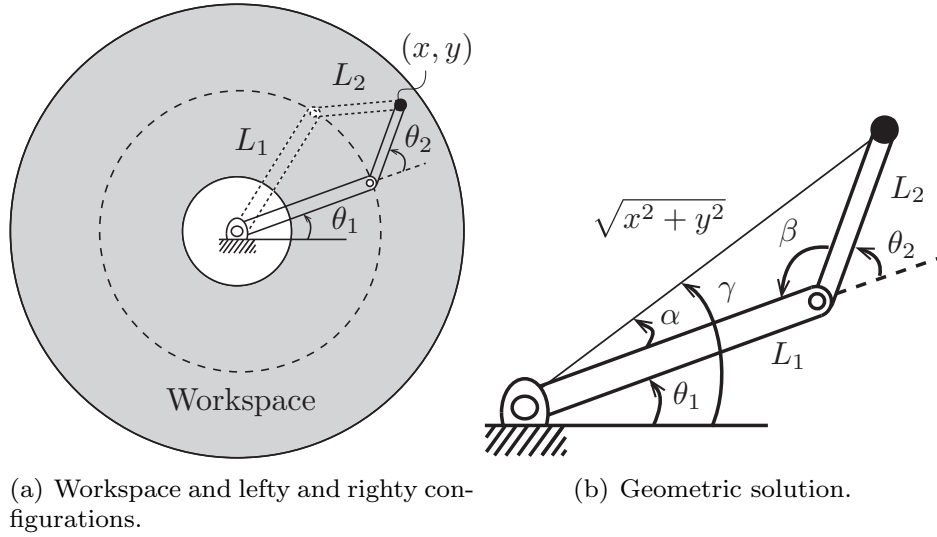 (x, y)
L₂
L₁
θ₂
θ₁
Workspace
(a) Workspace and lefty and righty con-
figurations.
√x² + y²
L₂
β
θ₂
γ
α
L₁
θ₁
(b) Geometric solution.